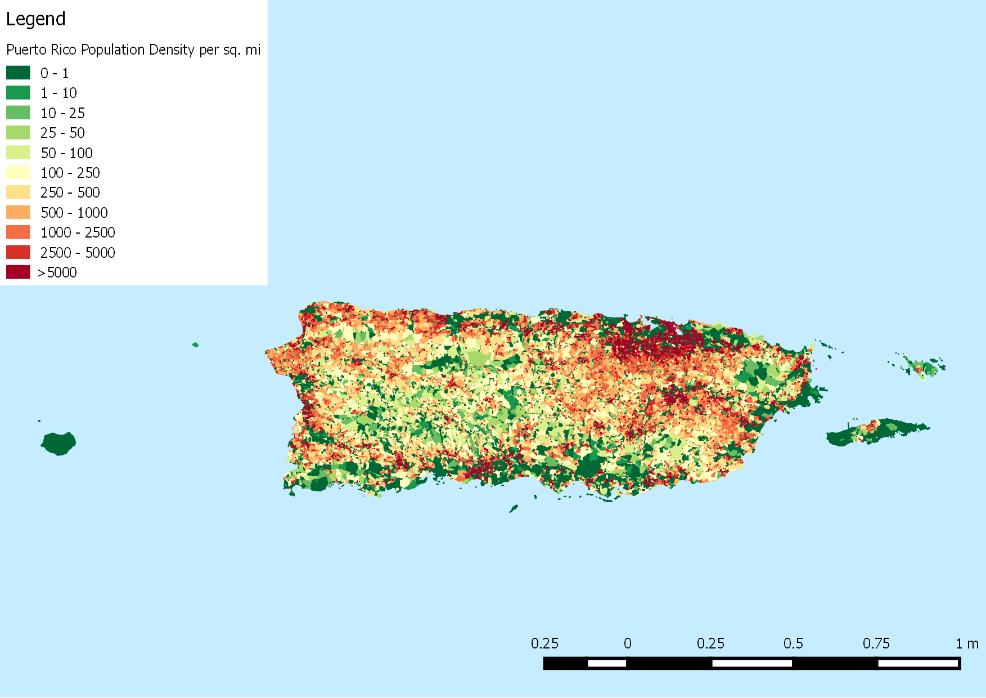 Legend
Puerto Rico Population Density per sq. mi
0 - 1
1 - 10
10 - 25
25 - 50
50 - 100
100 - 250
250 - 500
500 - 1000
1000 - 2500
2500 - 5000
>5000
0.25 0 0.25 0.5 0.75 1 m